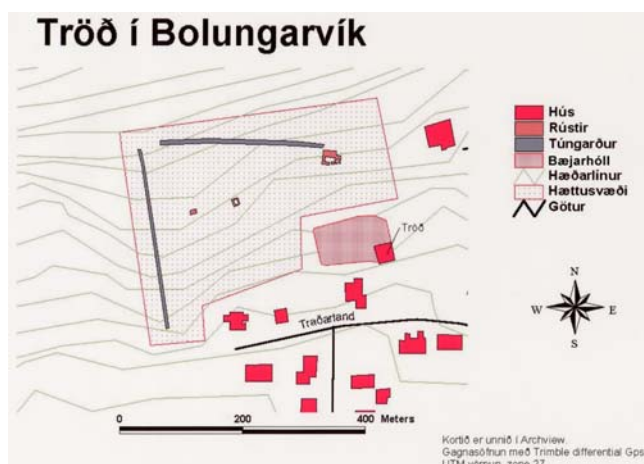 Tröð í Bolungarvík
Hús
Rústir
Túngarður
Bæjarhóll
Hæðarlínur
Hættusvæði
Götur
Tröð
N
W E
S
Traðarland
0 200 400 Meters
Kortið er unnið í Archview.
Gagnasöfnun með Trimble differential Gps
UTM vörpun, zone 27